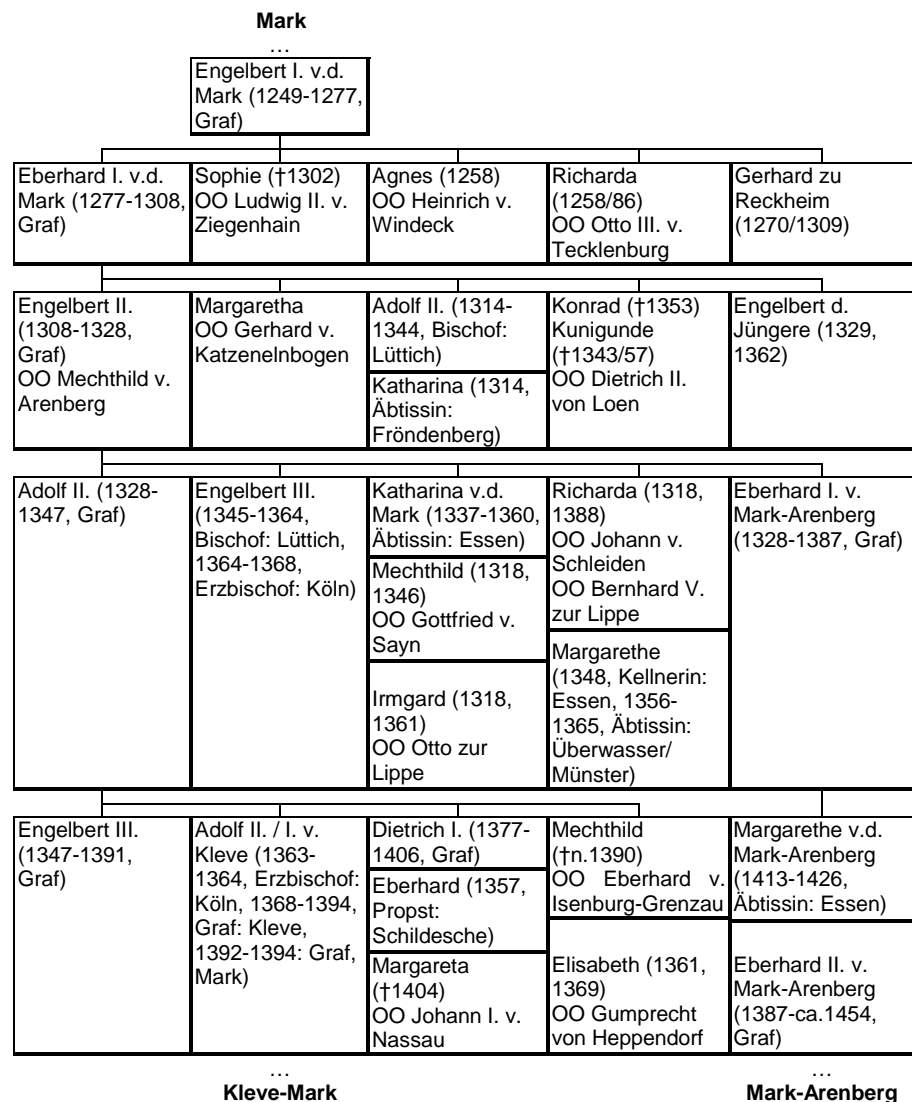 Mark
…
Engelbert I. v.d.
Mark (1249-1277,
Graf)
Eberhard I. v.d.
Mark (1277-1308,
Graf)
Sophie (†1302)
OO Ludwig II. v.
Ziegenhain
Agnes (1258)
OO Heinrich v.
Windeck
Richarda
(1258/86)
OO Otto III. v.
Tecklenburg
Gerhard zu
Reckheim
(1270/1309)
Engelbert II.
(1308-1328,
Graf)
OO Mechthild v.
Arenberg
Margaretha
OO Gerhard v.
Katzenelnbogen
Adolf II. (1314-
1344, Bischof:
Lüttich)
Katharina (1314,
Äbtissin:
Fröndenberg)
Konrad (†1353)
Kunigunde
(†1343/57)
OO Dietrich II.
von Loen
Engelbert d.
Jüngere (1329,
1362)
Adolf II. (1328-
1347, Graf)
Engelbert III.
(1345-1364,
Bischof: Lüttich,
1364-1368,
Erzbischof: Köln)
Katharina v.d.
Mark (1337-1360,
Äbtissin: Essen)
Mechthild (1318,
1346)
OO Gottfried v.
Sayn
Irmgard (1318,
1361)
OO Otto zur
Lippe
Richarda (1318,
1388)
OO Johann v.
Schleiden
OO Bernhard V.
zur Lippe
Margarethe
(1348, Kellnerin:
Essen, 1356-
1365, Äbtissin:
Überwasser/
Münster)
Eberhard I. v.
Mark-Arenberg
(1328-1387, Graf)
Engelbert III.
(1347-1391,
Graf)
Adolf II. / I. v.
Kleve (1363-
1364, Erzbischof:
Köln, 1368-1394,
Graf: Kleve,
1392-1394: Graf,
Mark)
Dietrich I. (1377-
1406, Graf)
Eberhard (1357,
Propst:
Schildesche)
Margareta
(†1404)
OO Johann I. v.
Nassau
Mechthild
(†n.1390)
OO Eberhard v.
Isenburg-Grenzau
Elisabeth (1361,
1369)
OO Gumprecht
von Heppendorf
Margarethe v.d.
Mark-Arenberg
(1413-1426,
Äbtissin: Essen)
Eberhard II. v.
Mark-Arenberg
(1387-ca.1454,
Graf)
…
Kleve-Mark
…
Mark-Arenberg